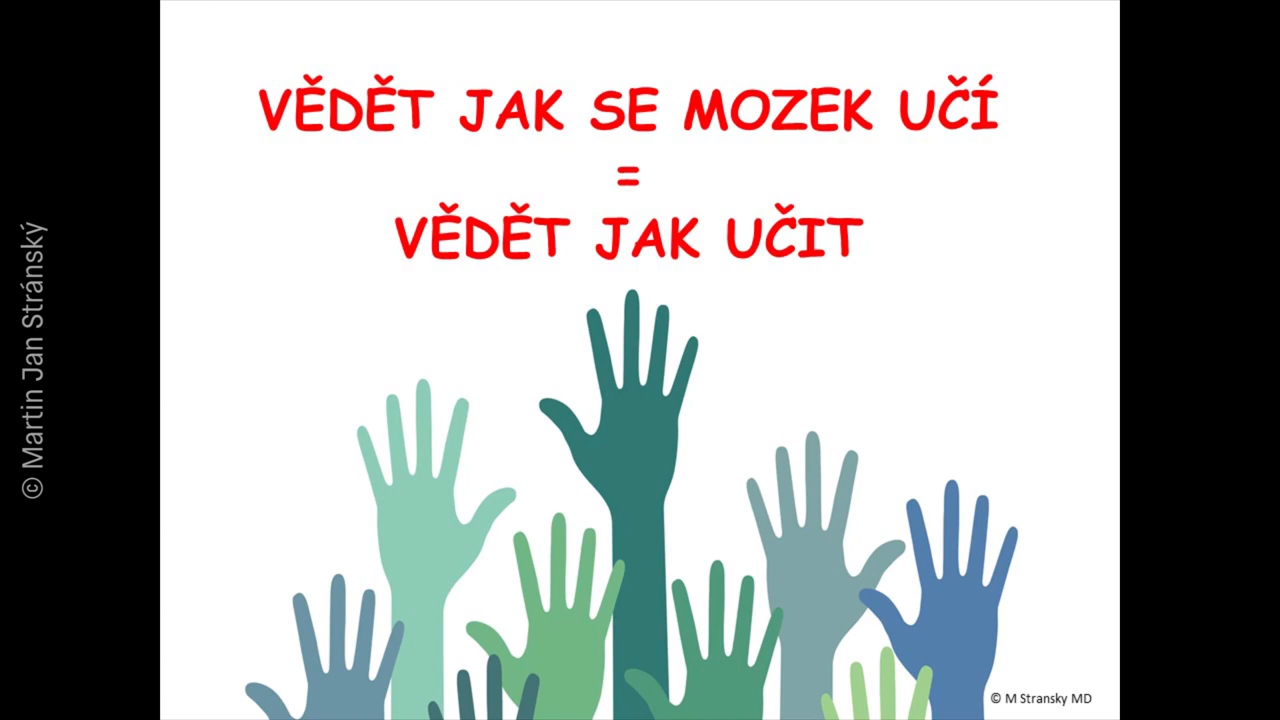 VĚDĚT JAK SE MOZEK UČÍ
=
VĚDĚT JAK UČIT
© Martin Jan Stránský
© M Stransky MD